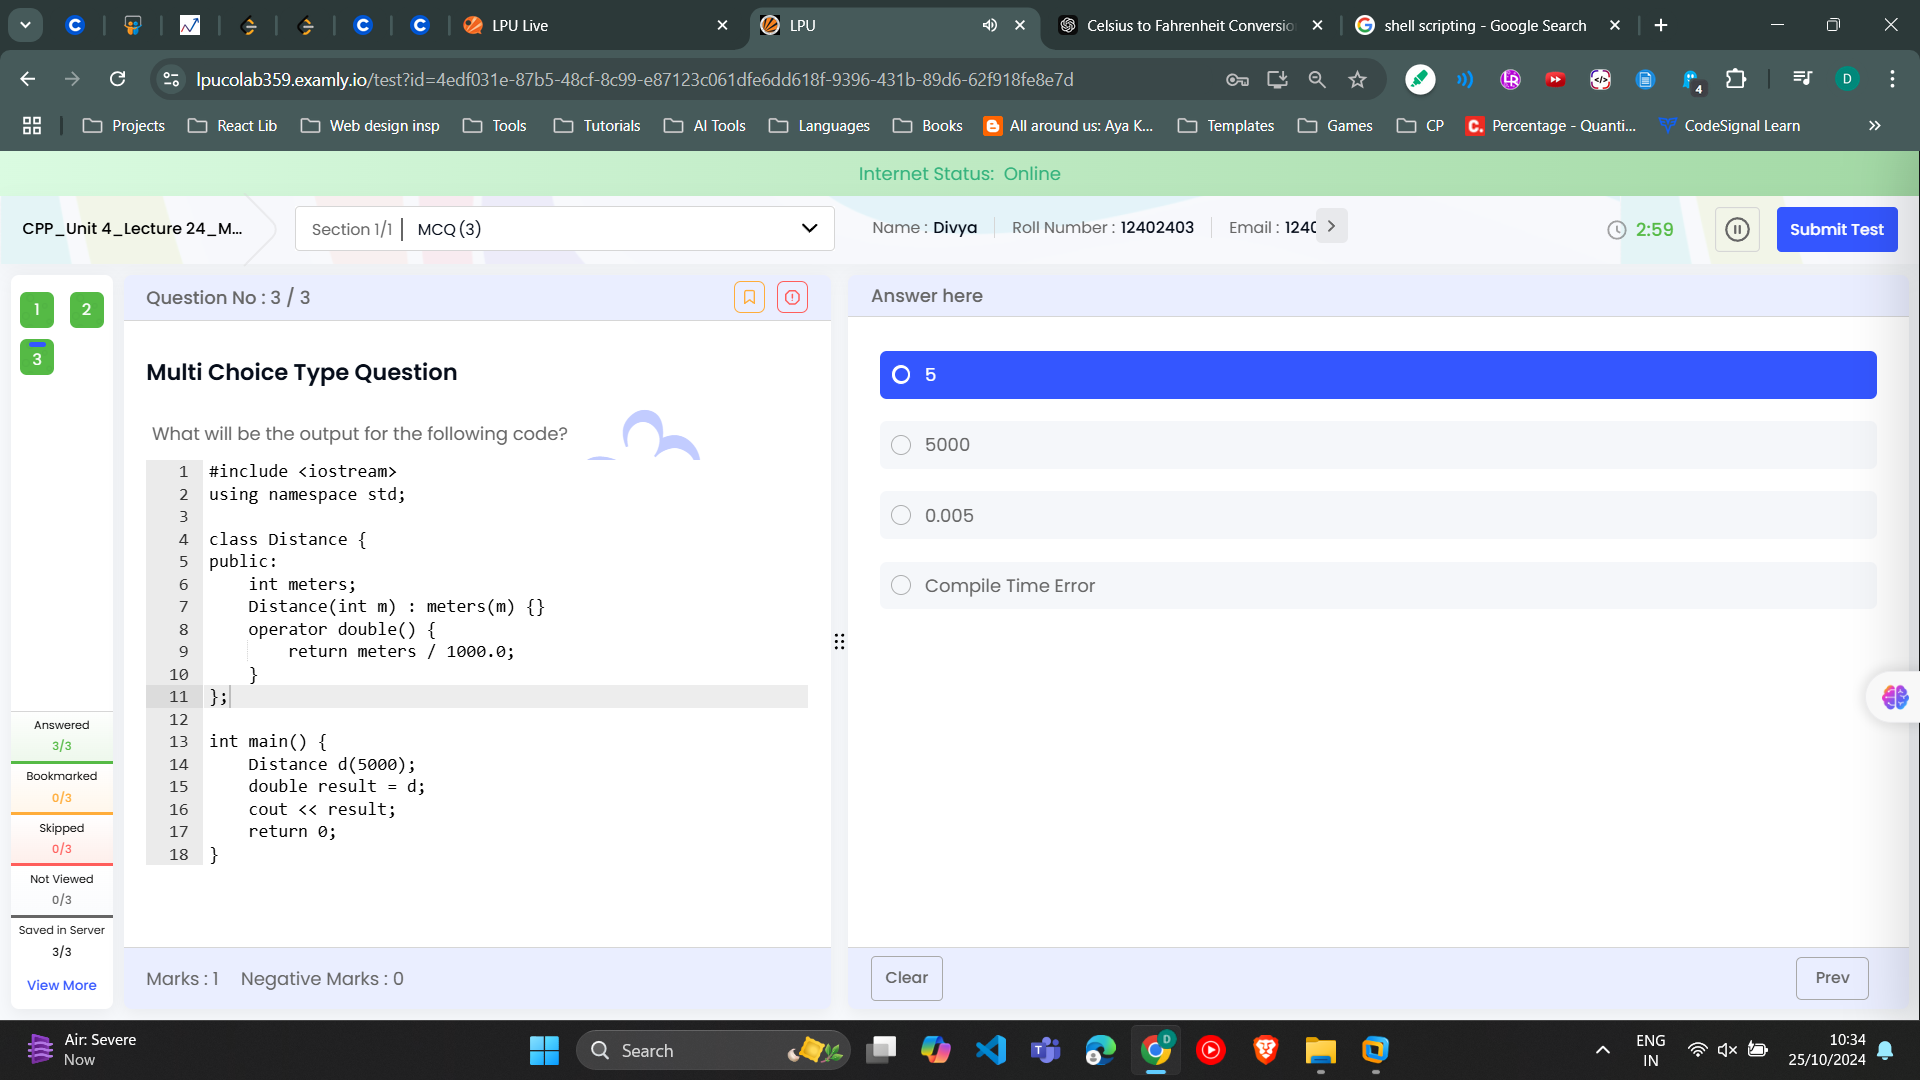 LPU Live
LPU
Celsius to Fahrenheit Conversio
shell scripting - Google Search
lpucolab359.examly.io/test?id=4edf031e-87b5-48cf-8c99-e87123c061dfe6dd618f-9396-431b-89d6-62f918fe8e7d
4
D
Projects
React Lib
Web design insp
Tools
Tutorials
AI Tools
Languages
Books
All around us: Aya K...
Templates
Games
CP
Percentage - Quanti...
CodeSignal Learn
Internet Status: Online
CPP_Unit 4_Lecture 24_M...
Section 1/1 | MCQ (3)
Name : Divya
Roll Number : 12402403
Email : 1240
2:59
Submit Test
1
2
3
Question No : 3 / 3
Answer here
Multi Choice Type Question
What will be the output for the following code?
1 #include <iostream>
2 using namespace std;
3
4 class Distance {
5 public:
6 int meters;
7 Distance(int m) : meters(m) {}
8 operator double() {
9 return meters / 1000.0;
10 }
11 };
12
13 int main() {
14 Distance d(5000);
15 double result = d;
16 cout << result;
17 return 0;
18 }
5
5000
0.005
Compile Time Error
Answered
3/3
Bookmarked
0/3
Skipped
0/3
Not Viewed
0/3
Saved in Server
3/3
View More
Marks : 1
Negative Marks : 0
Clear
Prev
Air: Severe
Now
Search
D
ENG
IN
10:34
25/10/2024